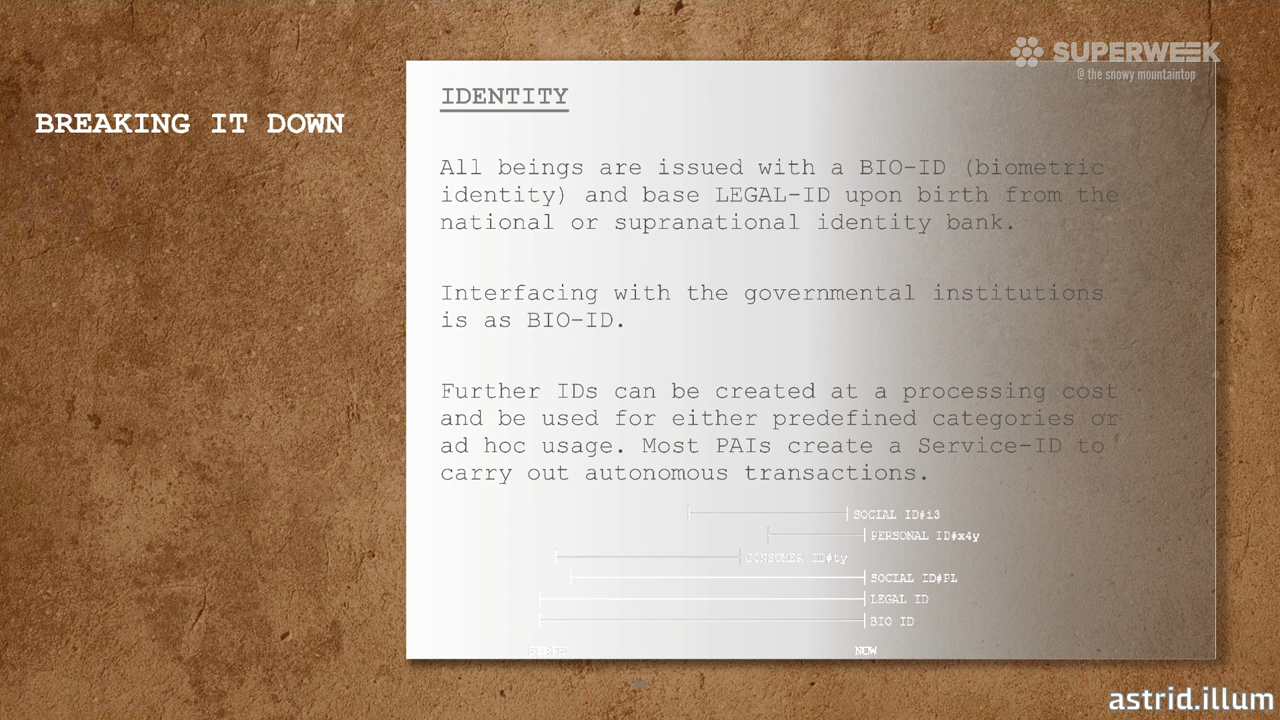 SUPERWEEK
@ the snowy mountaintop
BREAKING IT DOWN
IDENTITY
All beings are issued with a BIO-ID (biometric
identity) and base LEGAL-ID upon birth from the
national or supranational identity bank.
Interfacing with the governmental institutions
is as BIO-ID.
Further IDs can be created at a processing cost
and be used for either predefined categories or
ad hoc usage. Most PAIs create a Service-ID to
carry out autonomous transactions.
SOCIAL ID#i3
PERSONAL ID#x4y
CONSUMER ID#ty
SOCIAL ID#PL
LEGAL ID
BIO ID
BIRTH NOW
astrid.illum